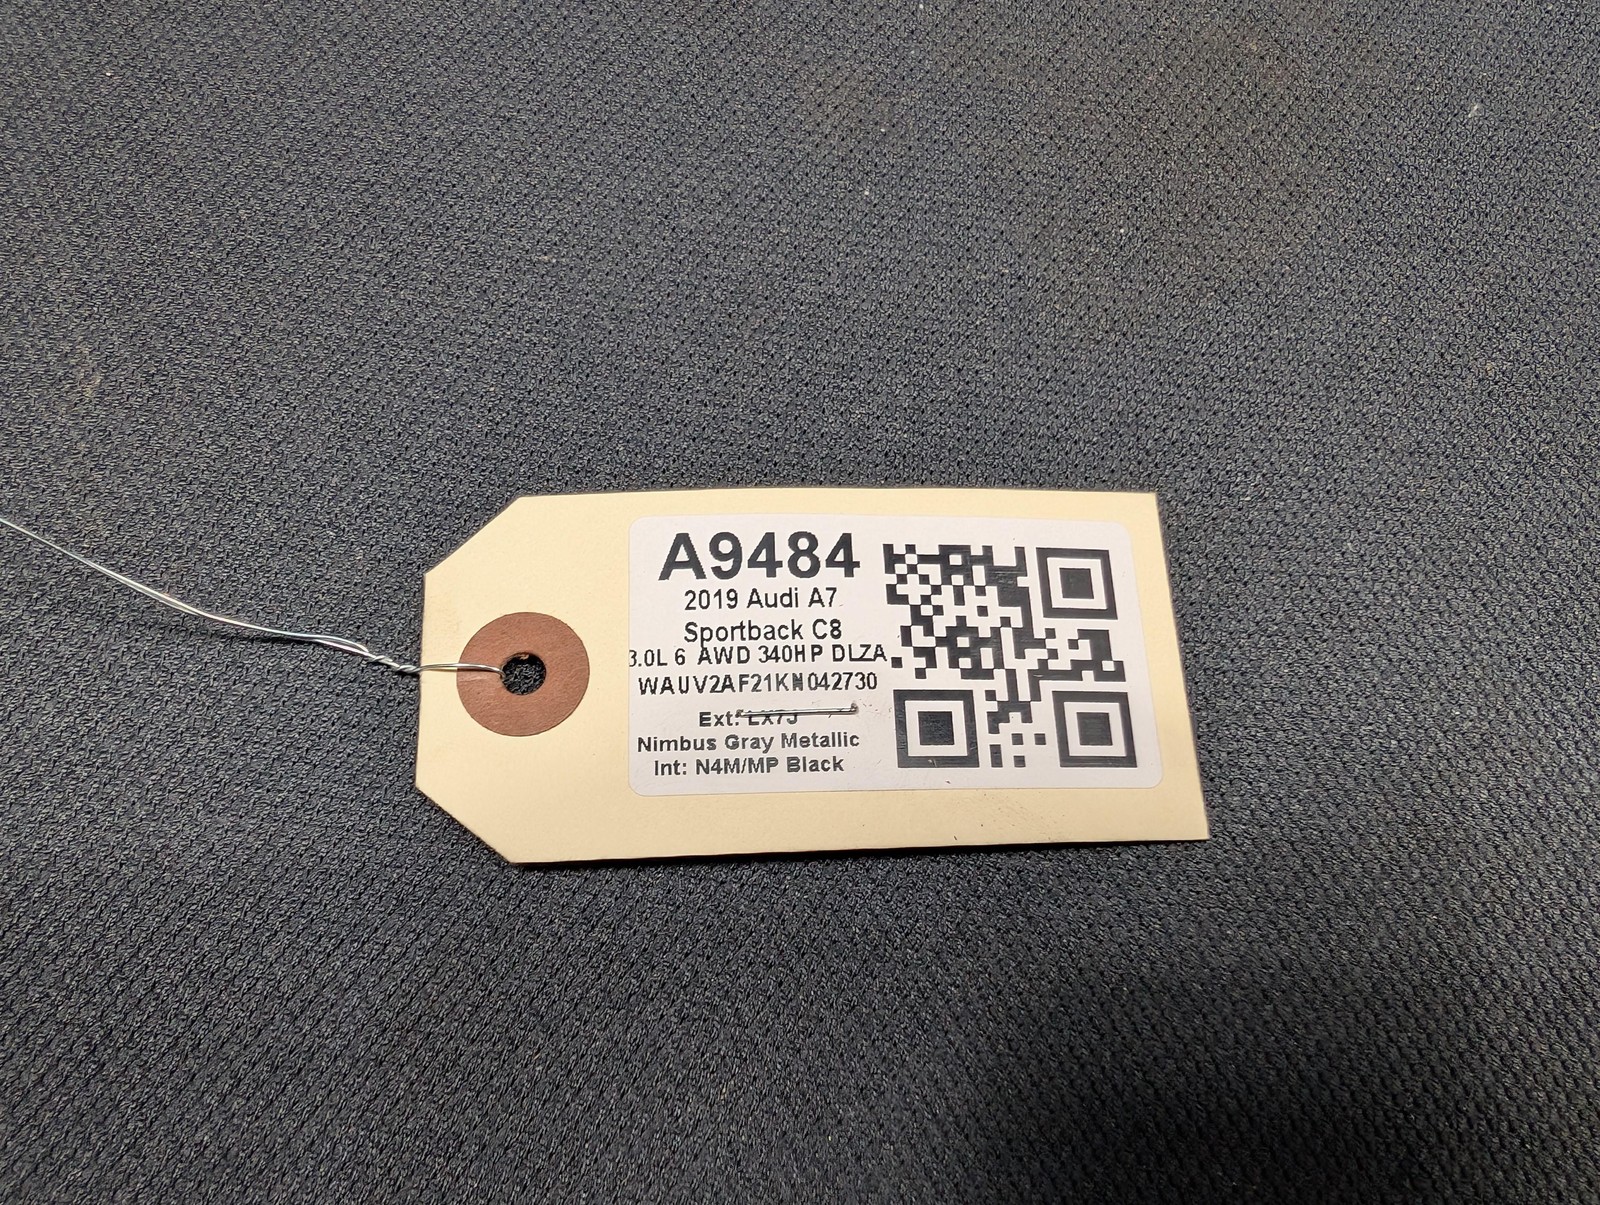 A9484
2019 Audi A7
Sportback C8
3.0L 6 AWD 340HP DLZA
WAUV2AF21KN042730
Ext: LX7J
Nimbus Gray Metallic
Int: N4M/MP Black